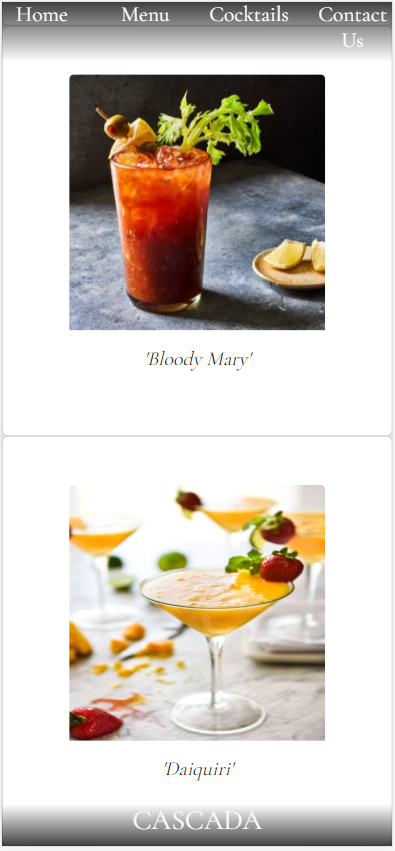 Home Menu Cocktails Contact
Us
'Bloody Mary'
'Daiquiri'
CASCADA